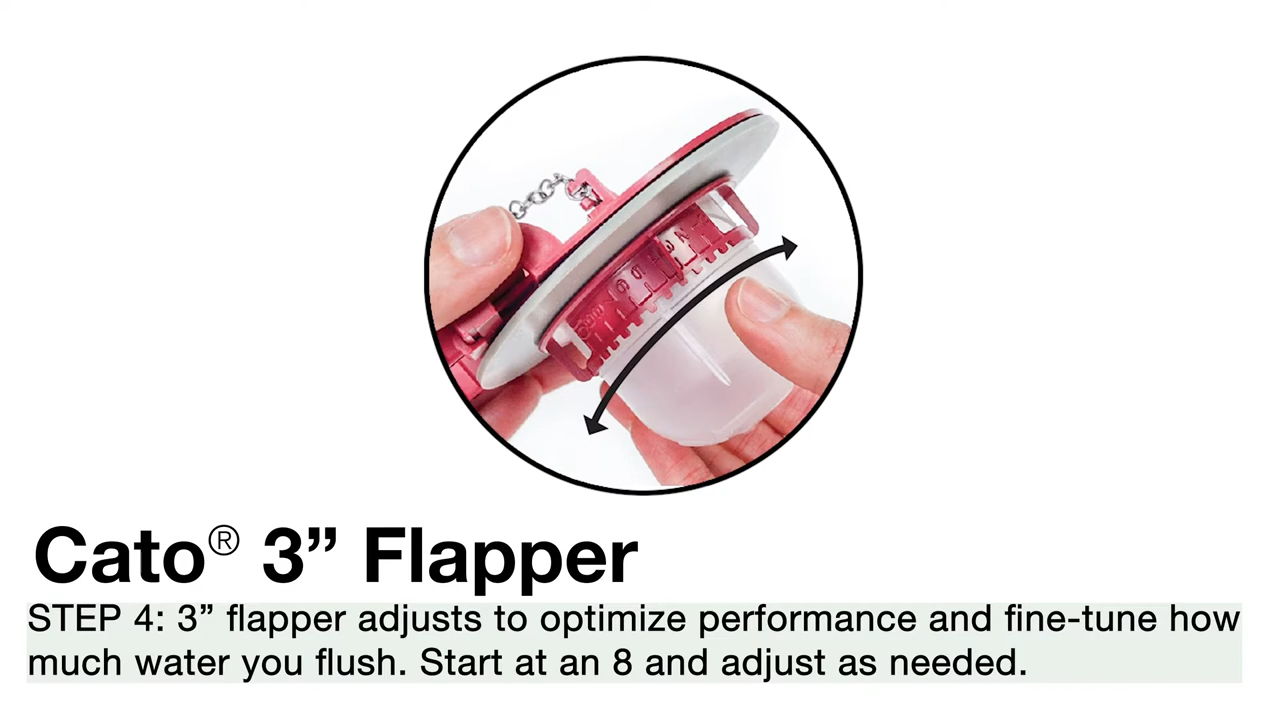 Cato® 3” Flapper
STEP 4: 3” flapper adjusts to optimize performance and fine-tune how
much water you flush. Start at an 8 and adjust as needed.